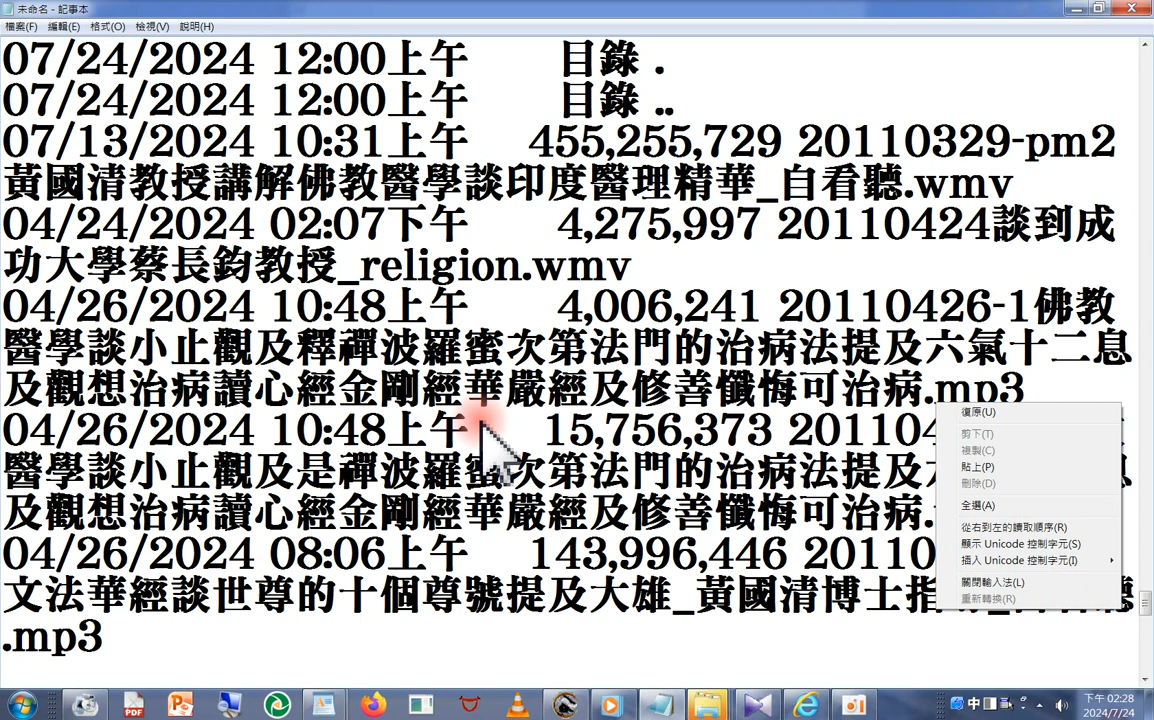 未命名 - 記事本
檔案(F) 編輯(E) 格式(O) 檢視(V) 說明(H)
07/24/2024 12:00上午 目錄 .
07/24/2024 12:00上午 目錄 ..
07/13/2024 10:31上午 455,255,729 20110329-pm2
黃國清教授講解佛教醫學談印度醫理精華_自看聽.wmv
04/24/2024 02:07下午 4,275,997 20110424談到成
功大學蔡長鈞教授_religion.wmv
04/26/2024 10:48上午 4,006,241 20110426-1佛教
醫學談小止觀及釋禪波羅蜜次第法門的治病法提及六氣十二息
及觀想治病讀心經金剛經華嚴經及修善懺悔可治病.mp3
04/26/2024 10:48上午 15,756,373 201104
醫學談小止觀及是禪波羅蜜次第法門的治病法提及
及觀想治病讀心經金剛經華嚴經及修善懺悔可治病.
04/26/2024 08:06上午 143,996,446 20110
文法華經談世尊的十個尊號提及大雄_黃國清博士指
.mp3
復原(U)
剪下(T)
複製(C)
貼上(P)
刪除(D)
全選(A)
從右到左的讀取順序(R)
顯示 Unicode 控制字元(S)
插入 Unicode 控制字元(I)
關閉輸入法(L)
重新轉換(R)
PDF
中
下午 02:28
2024/7/24